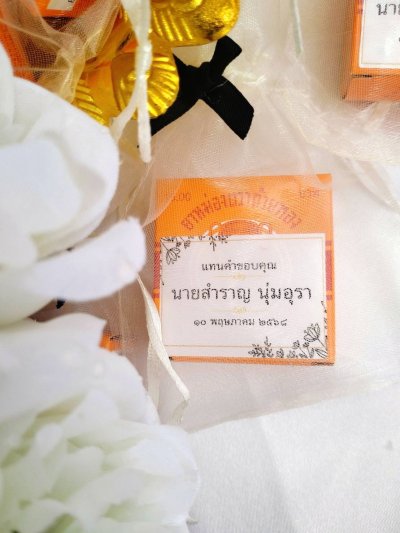 แทนคำขอบคุณ
นายสำราญ นุ่มอุรา
๑๐ พฤษภาคม ๒๕๖๘